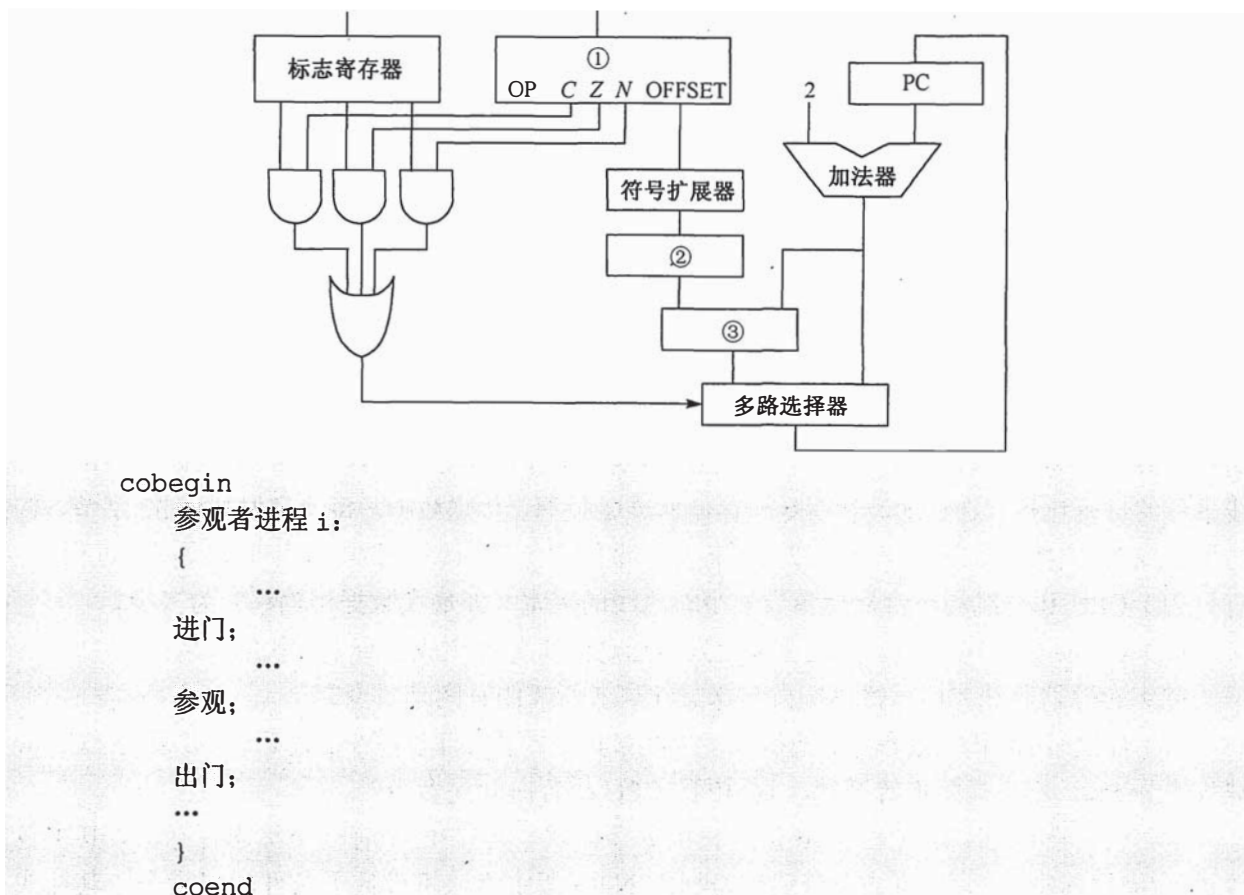 标志寄存器
①
OP C Z N OFFSET
2
PC
加法器
符号扩展器
②
③
多路选择器
cobegin
参观者进程 i：
{
…
进门；
…
参观；
…
出门；
…
}
coend